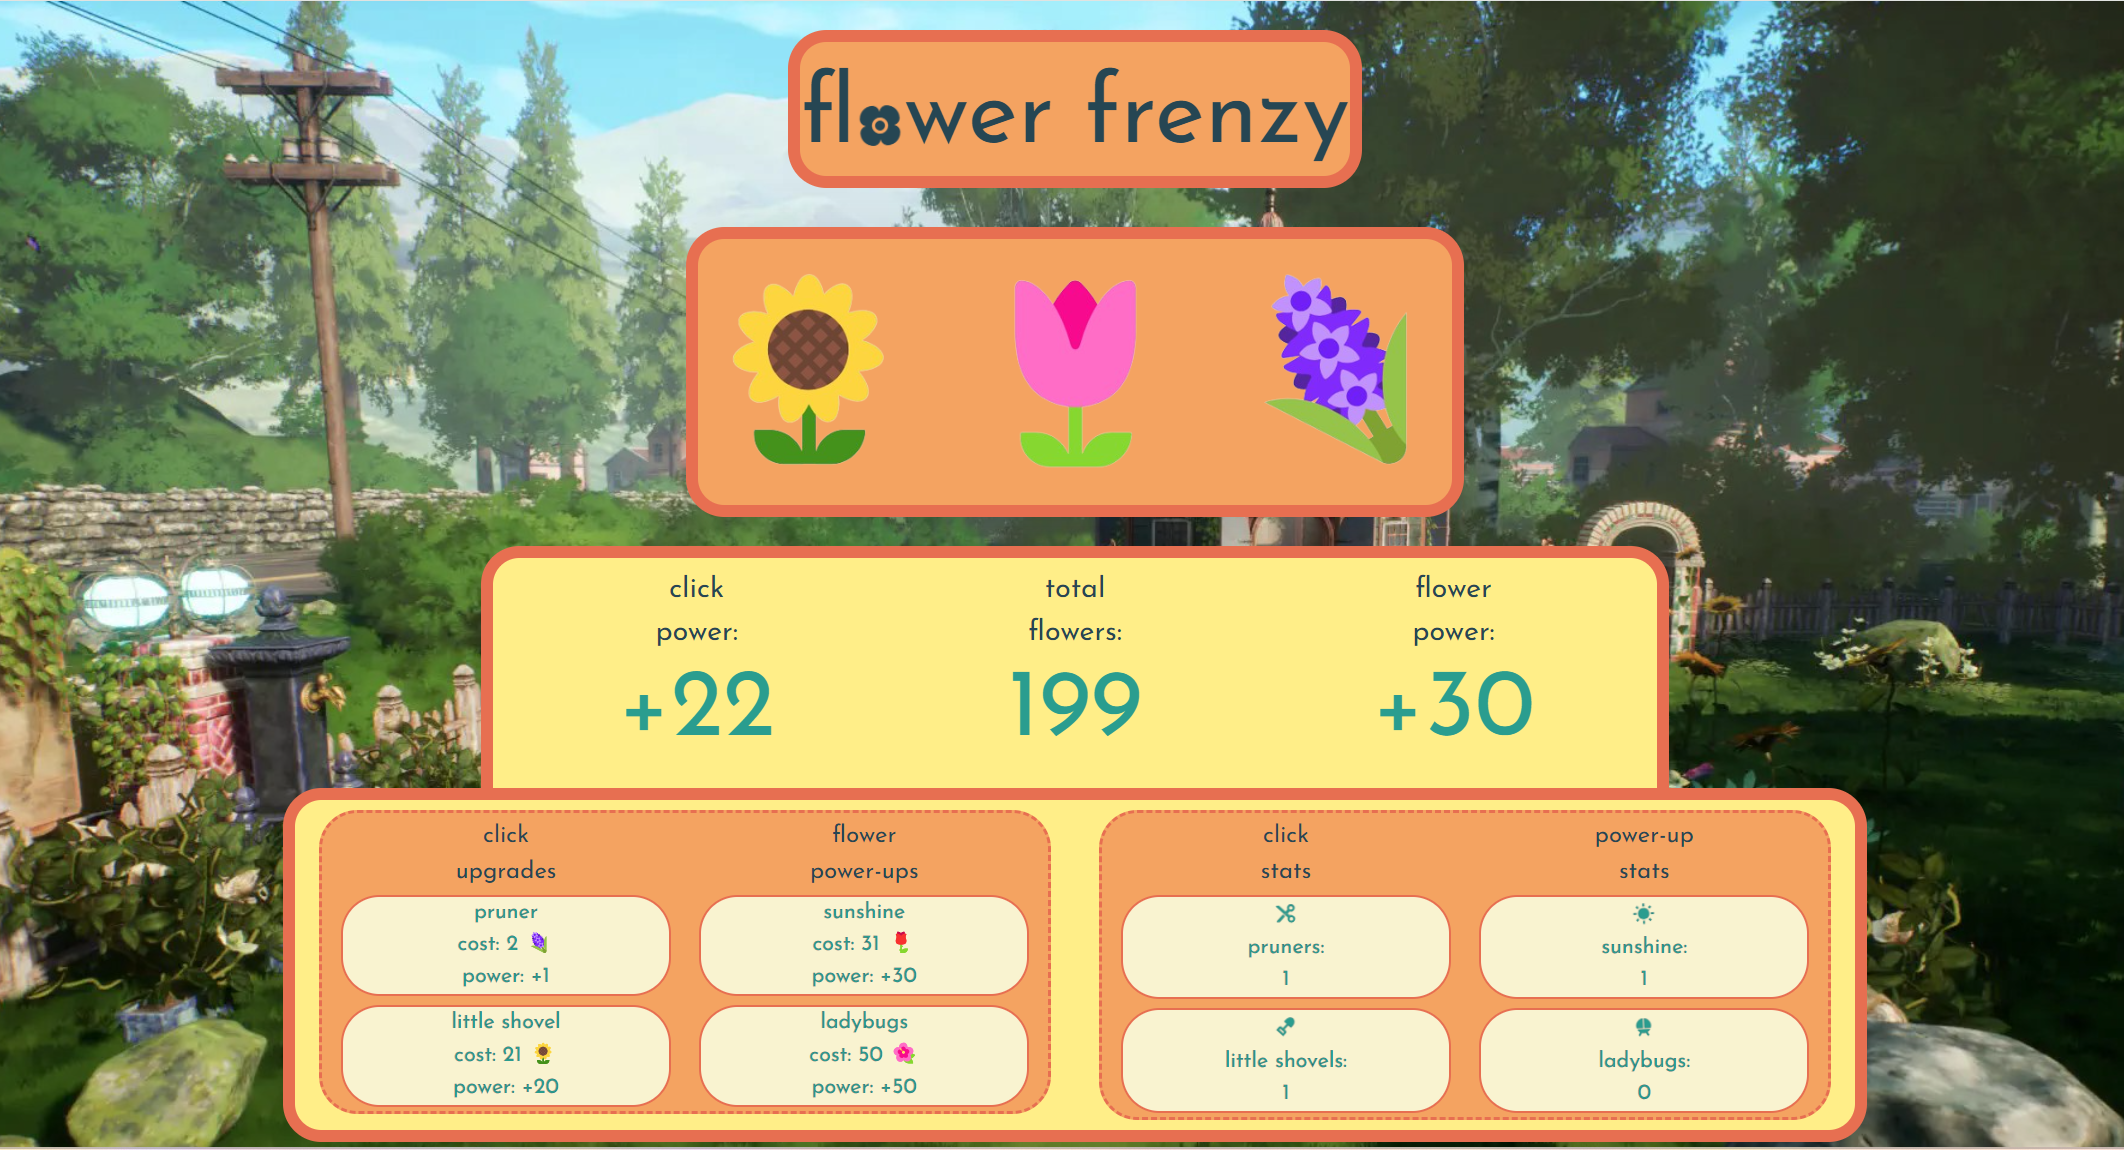 flower frenzy
click
power:
+22
total
flowers:
199
flower
power:
+30
click
upgrades
pruner
cost: 2
power: +1
little shovel
cost: 21
power: +20
flower
power-ups
sunshine
cost: 31
power: +30
ladybugs
cost: 50
power: +50
click
stats
pruners:
1
little shovels:
1
power-up
stats
sunshine:
1
ladybugs:
0